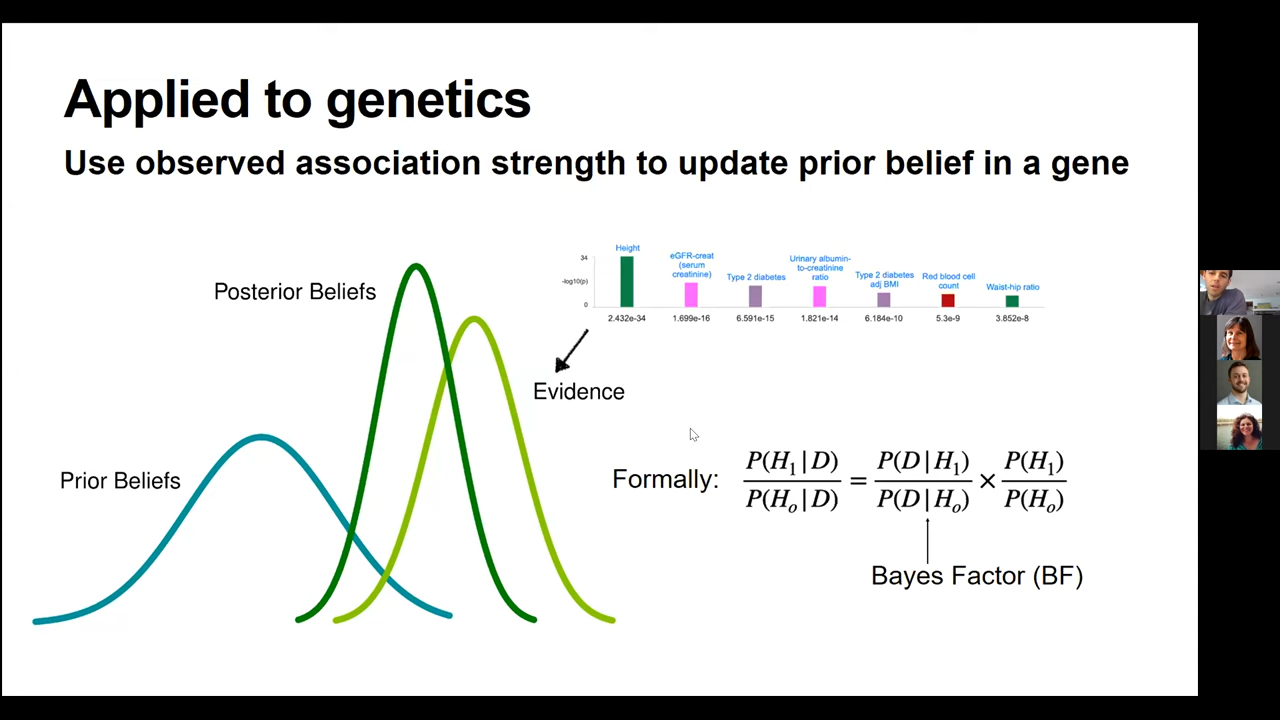 Applied to genetics
Use observed association strength to update prior belief in a gene
Posterior Beliefs
Prior Beliefs
Evidence
34
-log10(p)
0
Height
eGFR-creat
(serum
creatinine)
Type 2 diabetes
Urinary albumin-
to-creatinine
ratio
Type 2 diabetes
adj BMI
Red blood cell
count
Waist-hip ratio
2.432e-34 1.699e-16 6.591e-15 1.821e-14 6.184e-10 5.3e-9 3.852e-8
Formally: P(H₁|D) / P(Hₒ|D) = P(D|H₁) / P(D|Hₒ) × P(H₁) / P(Hₒ)
Bayes Factor (BF)